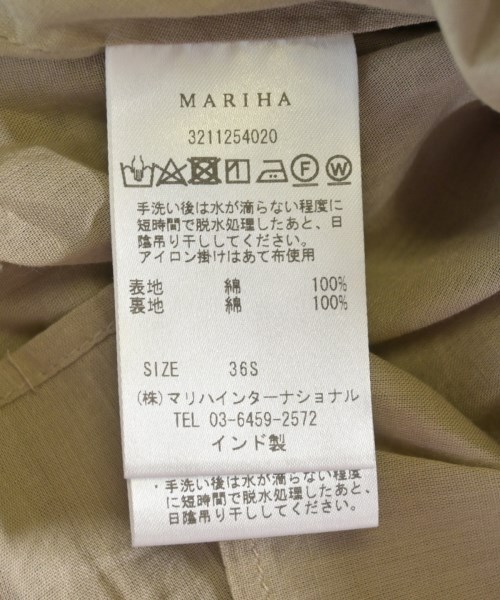 MARIHA
3211254020
F W
手洗い後は水が滴らない程度に
短時間で脱水処理したあと、日
陰吊り干ししてください。
アイロン掛けはあて布使用
表地 綿 100%
裏地 綿 100%
SIZE 36S
(株)マリハインターナショナル
TEL 03-6459-2572
インド製
・手洗い後は水が滴らない程度
に短時間で脱水処理したあと、
日陰吊り干ししてください。